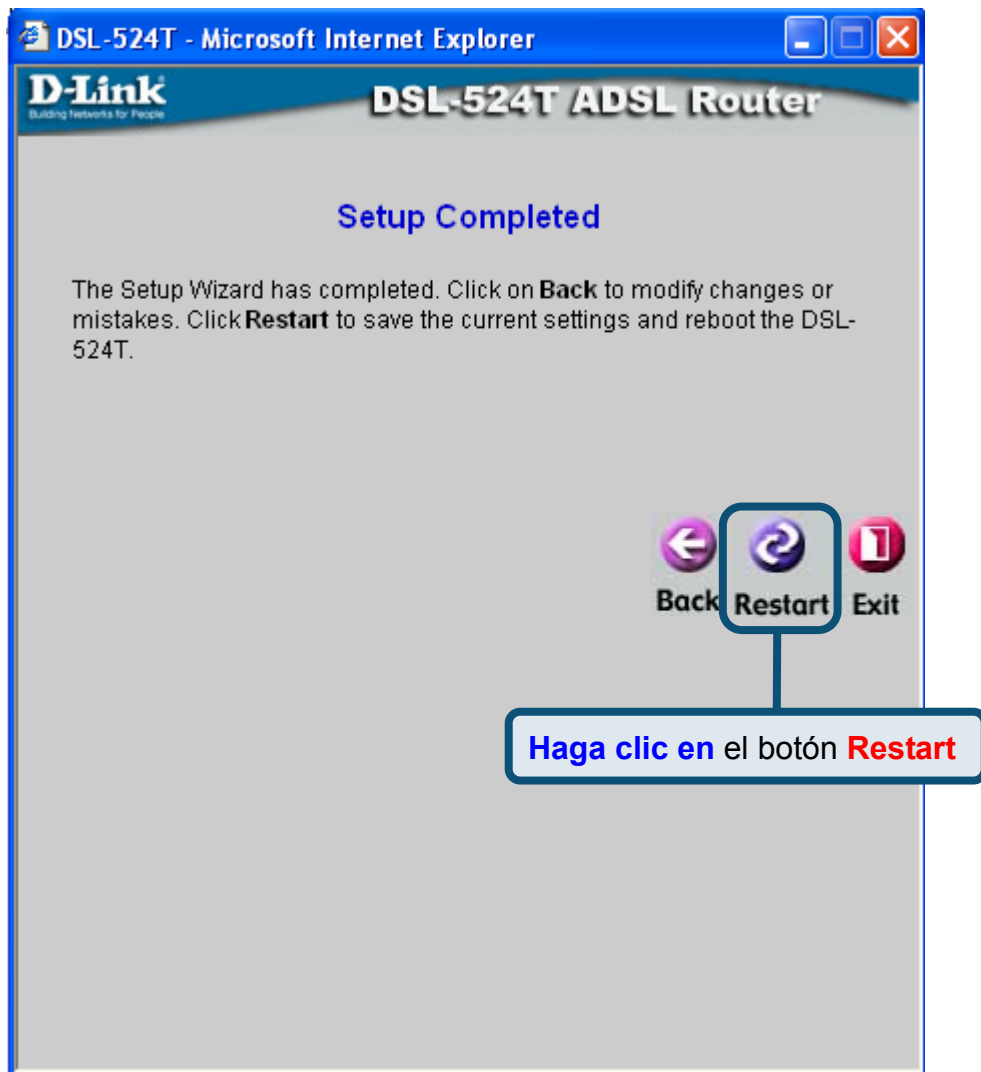 DSL-524T - Microsoft Internet Explorer
D-Link
Building Networks for People
DSL-524T ADSL Router
Setup Completed
The Setup Wizard has completed. Click on Back to modify changes or
mistakes. Click Restart to save the current settings and reboot the DSL-
524T.
Back Restart Exit
Haga clic en el botón Restart